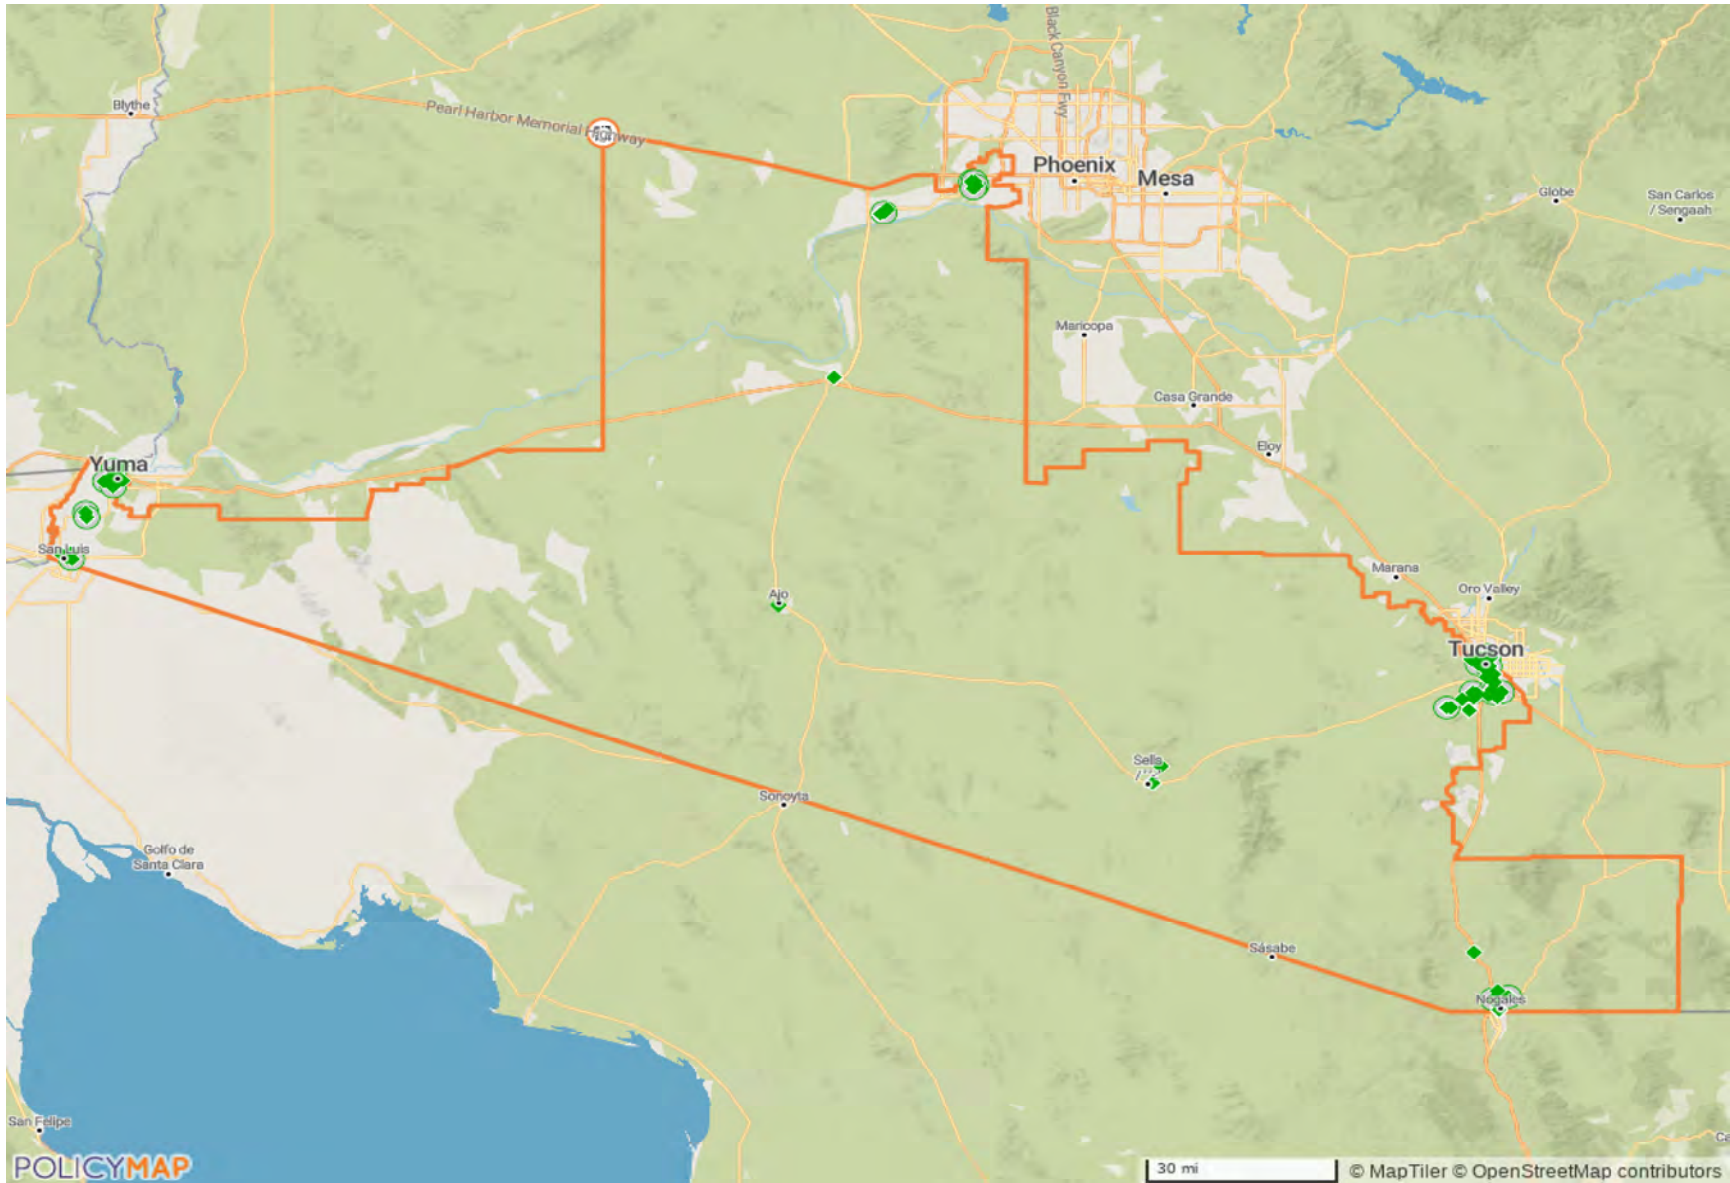 Black Canyon Fwy
Blythe
Pearl Harbor Memorial Highway
Phoenix
Mesa
Globe
San Carlos
/ Sengaah
Maricopa
Casa Grande
Eloy
Yuma
San Luis
Marana
Oro Valley
Ajo
Tucson
Sells
Sonoyta
Golfo de
Santa Clara
Sásabe
Nogales
San Felipe
POLICYMAP
30 mi
© MapTiler © OpenStreetMap contributors